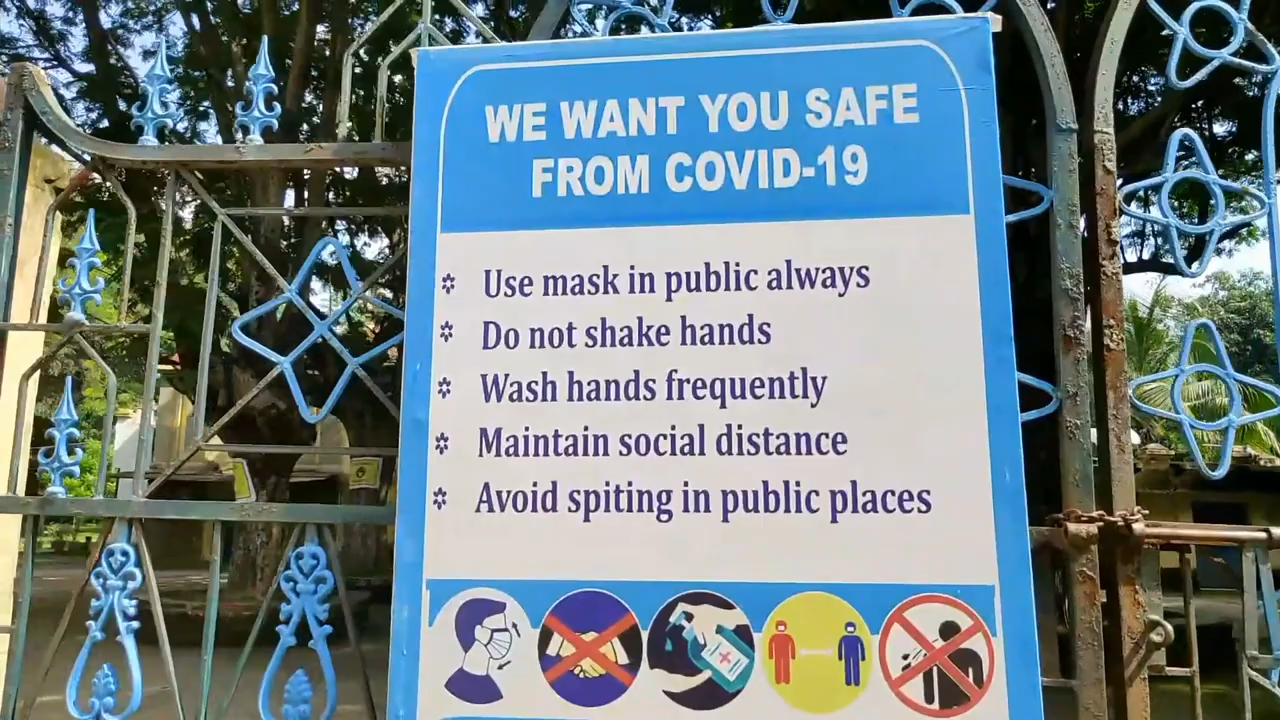 WE WANT YOU SAFE
FROM COVID-19
Use mask in public always
Do not shake hands
Wash hands frequently
Maintain social distance
Avoid spiting in public places